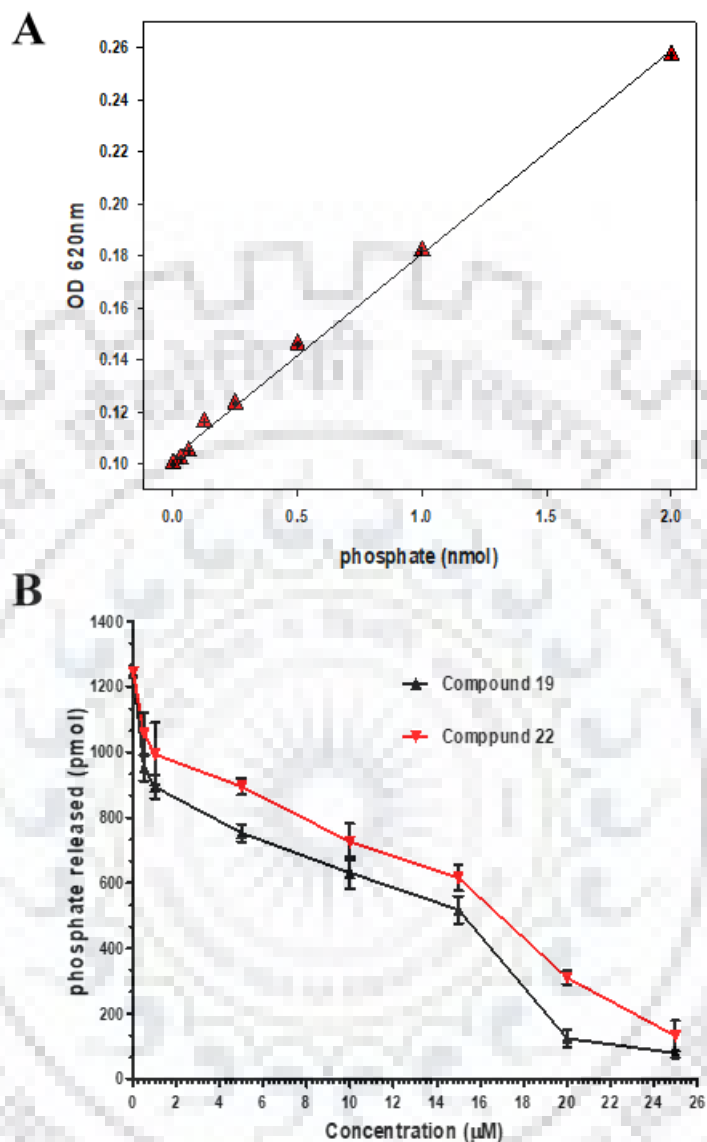 A
0.26
0.24
0.22
0.20
0.18
0.16
0.14
0.12
0.10
OD 620nm
0.0 0.5 1.0 1.5 2.0
phosphate (nmol)
B
1400
1200
1000
800
600
400
200
0
phosphate released (pmol)
Compound 19
Comppund 22
0 2 4 6 8 10 12 14 16 18 20 22 24 26
Concentration (µM)